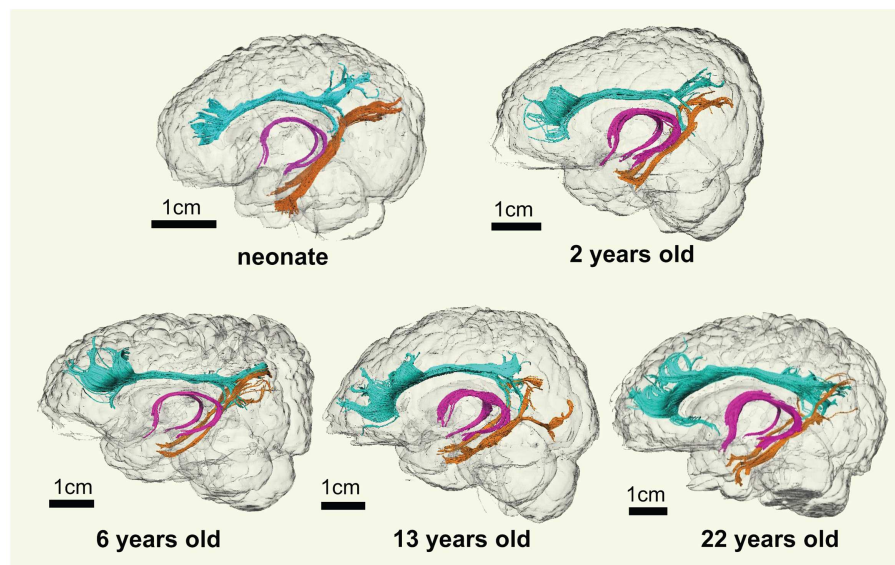 1cm
neonate
1cm
2 years old
1cm
6 years old
1cm
13 years old
1cm
22 years old